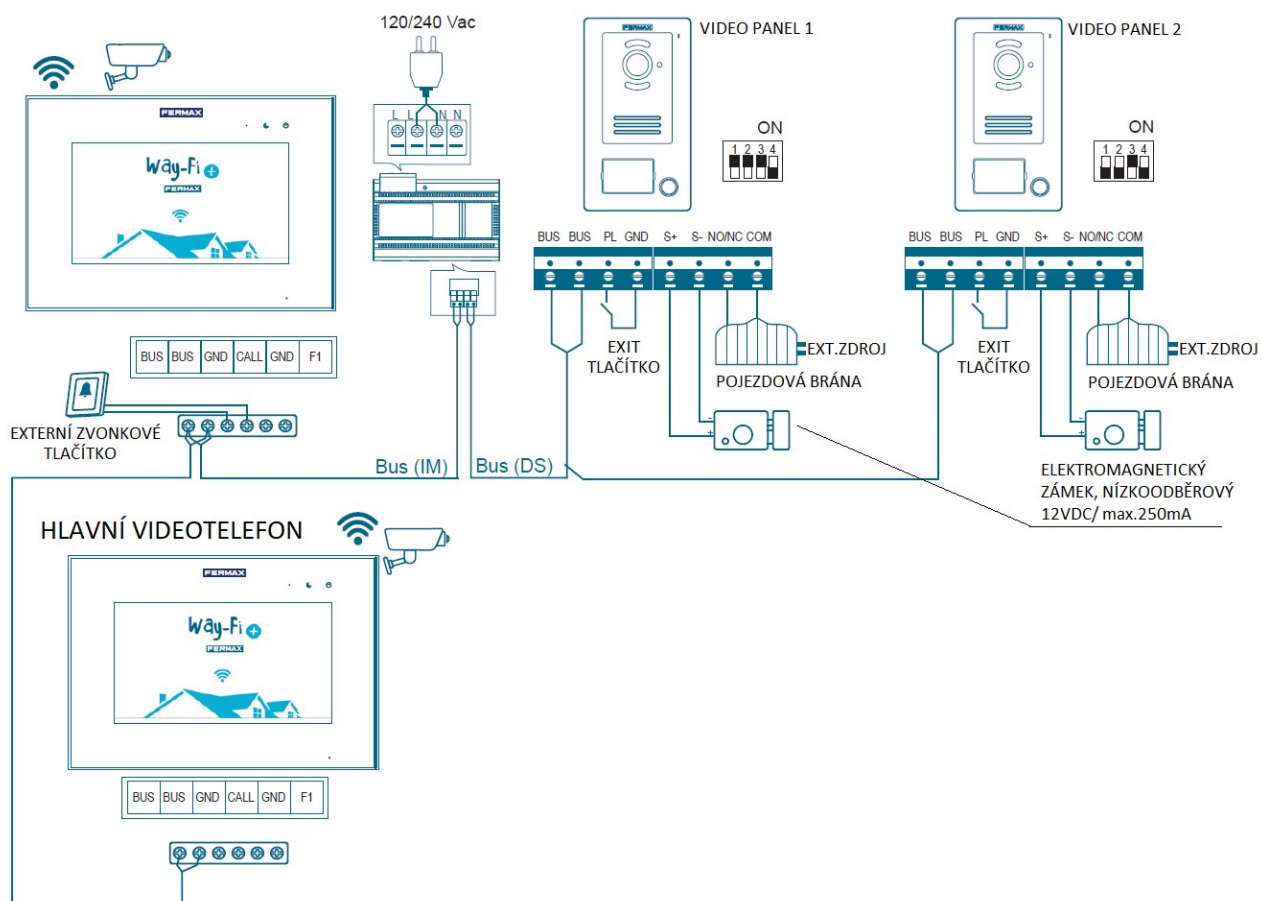 120/240 Vac
L L N N
FERMAX
Way-Fi +
FERMAX
BUS BUS GND CALL GND F1
EXTERNÍ ZVONKOVÉ
TLAČÍTKO
Bus (IM)
Bus (DS)
FERMAX
VIDEO PANEL 1
ON
1 2 3 4
BUS BUS PL GND S+ S- NO/NC COM
EXIT
TLAČÍTKO
EXT.ZDROJ
POJEZDOVÁ BRÁNA
-
+
FERMAX
VIDEO PANEL 2
ON
1 2 3 4
BUS BUS PL GND S+ S- NO/NC COM
EXIT
TLAČÍTKO
EXT.ZDROJ
POJEZDOVÁ BRÁNA
-
+
ELEKTROMAGNETICKÝ
ZÁMEK, NÍZKOODBĚROVÝ
12VDC/ max.250mA
HLAVNÍ VIDEOTELEFON
FERMAX
Way-Fi +
FERMAX
BUS BUS GND CALL GND F1